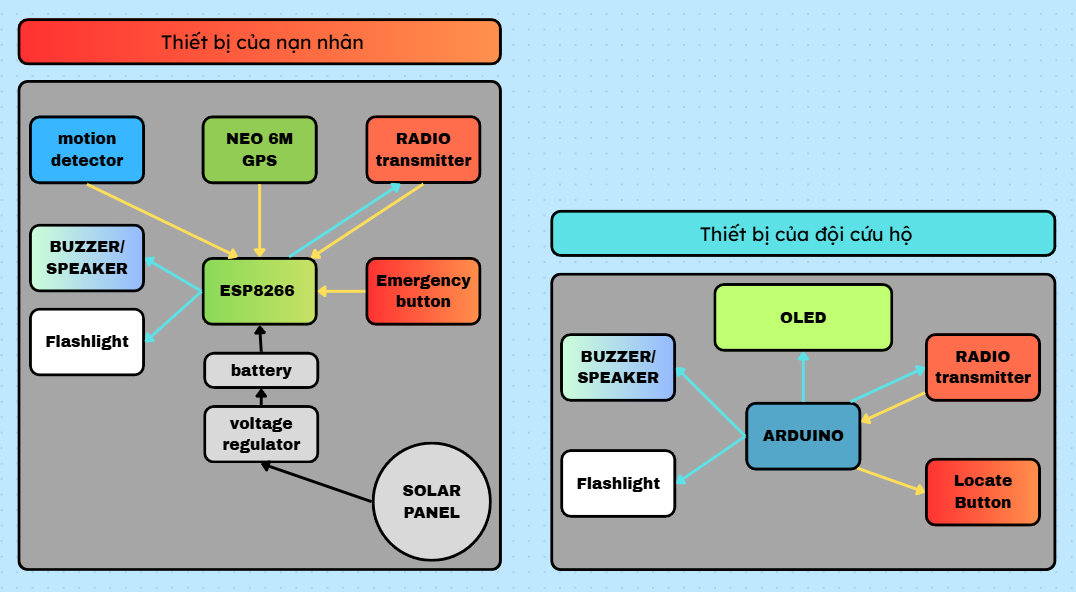 Thiết bị của nạn nhân
motion
detector
NEO 6M
GPS
RADIO
transmitter
BUZZER/
SPEAKER
ESP8266
Emergency
button
Flashlight
battery
voltage
regulator
SOLAR
PANEL
Thiết bị của đội cứu hộ
OLED
BUZZER/
SPEAKER
RADIO
transmitter
ARDUINO
Flashlight
Locate
Button